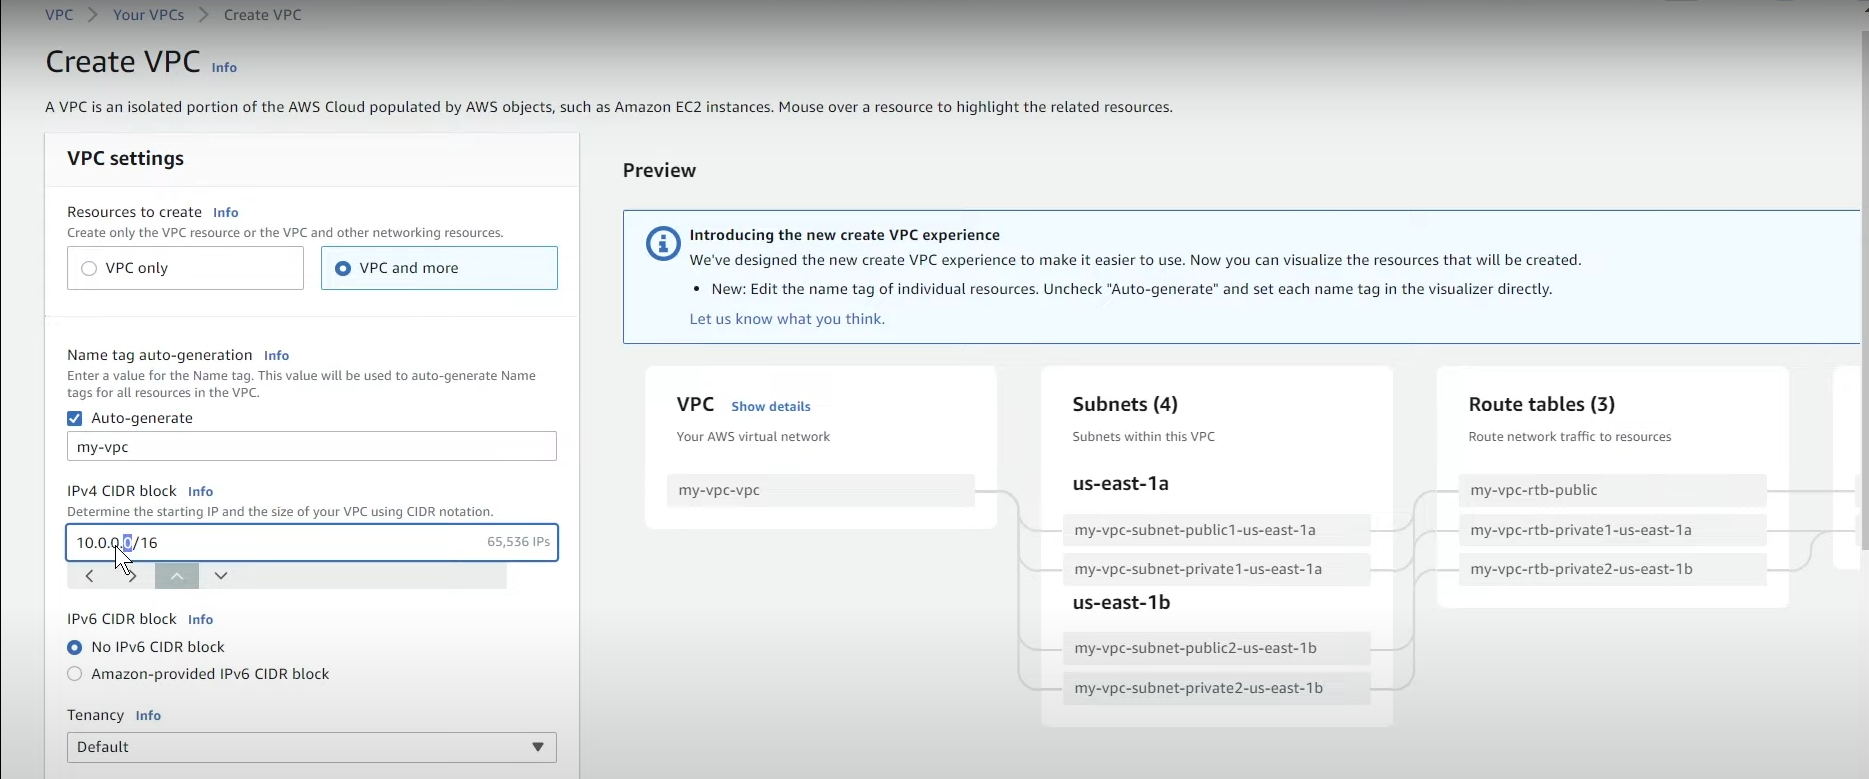 VPC > Your VPCs > Create VPC
Create VPC Info
A VPC is an isolated portion of the AWS Cloud populated by AWS objects, such as Amazon EC2 instances. Mouse over a resource to highlight the related resources.
VPC settings
Resources to create Info
Create only the VPC resource or the VPC and other networking resources.
VPC only
VPC and more
Name tag auto-generation Info
Enter a value for the Name tag. This value will be used to auto-generate Name
tags for all resources in the VPC.
Auto-generate
my-vpc
IPv4 CIDR block Info
Determine the starting IP and the size of your VPC using CIDR notation.
10.0.0.0/16 65,536 IPs
IPv6 CIDR block Info
No IPv6 CIDR block
Amazon-provided IPv6 CIDR block
Tenancy Info
Default
Preview
Introducing the new create VPC experience
We've designed the new create VPC experience to make it easier to use. Now you can visualize the resources that will be created.
• New: Edit the name tag of individual resources. Uncheck "Auto-generate" and set each name tag in the visualizer directly.
Let us know what you think.
VPC Show details
Your AWS virtual network
my-vpc-vpc
Subnets (4)
Subnets within this VPC
us-east-1a
my-vpc-subnet-public1-us-east-1a
my-vpc-subnet-private1-us-east-1a
us-east-1b
my-vpc-subnet-public2-us-east-1b
my-vpc-subnet-private2-us-east-1b
Route tables (3)
Route network traffic to resources
my-vpc-rtb-public
my-vpc-rtb-private1-us-east-1a
my-vpc-rtb-private2-us-east-1b